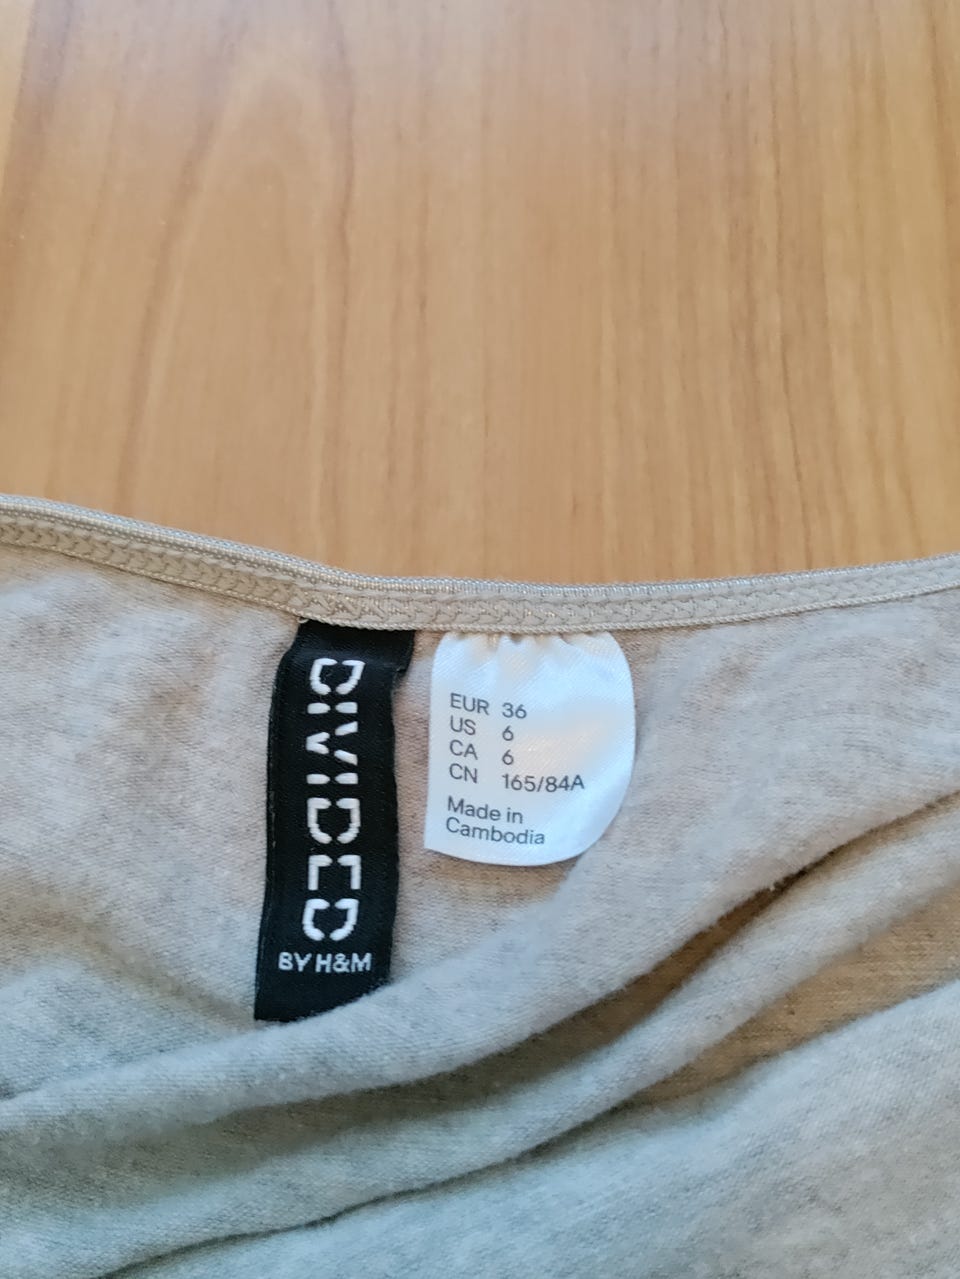 DIVIDED
BY H&M
EUR 36
US 6
CA 6
CN 165/84A
Made in
Cambodia